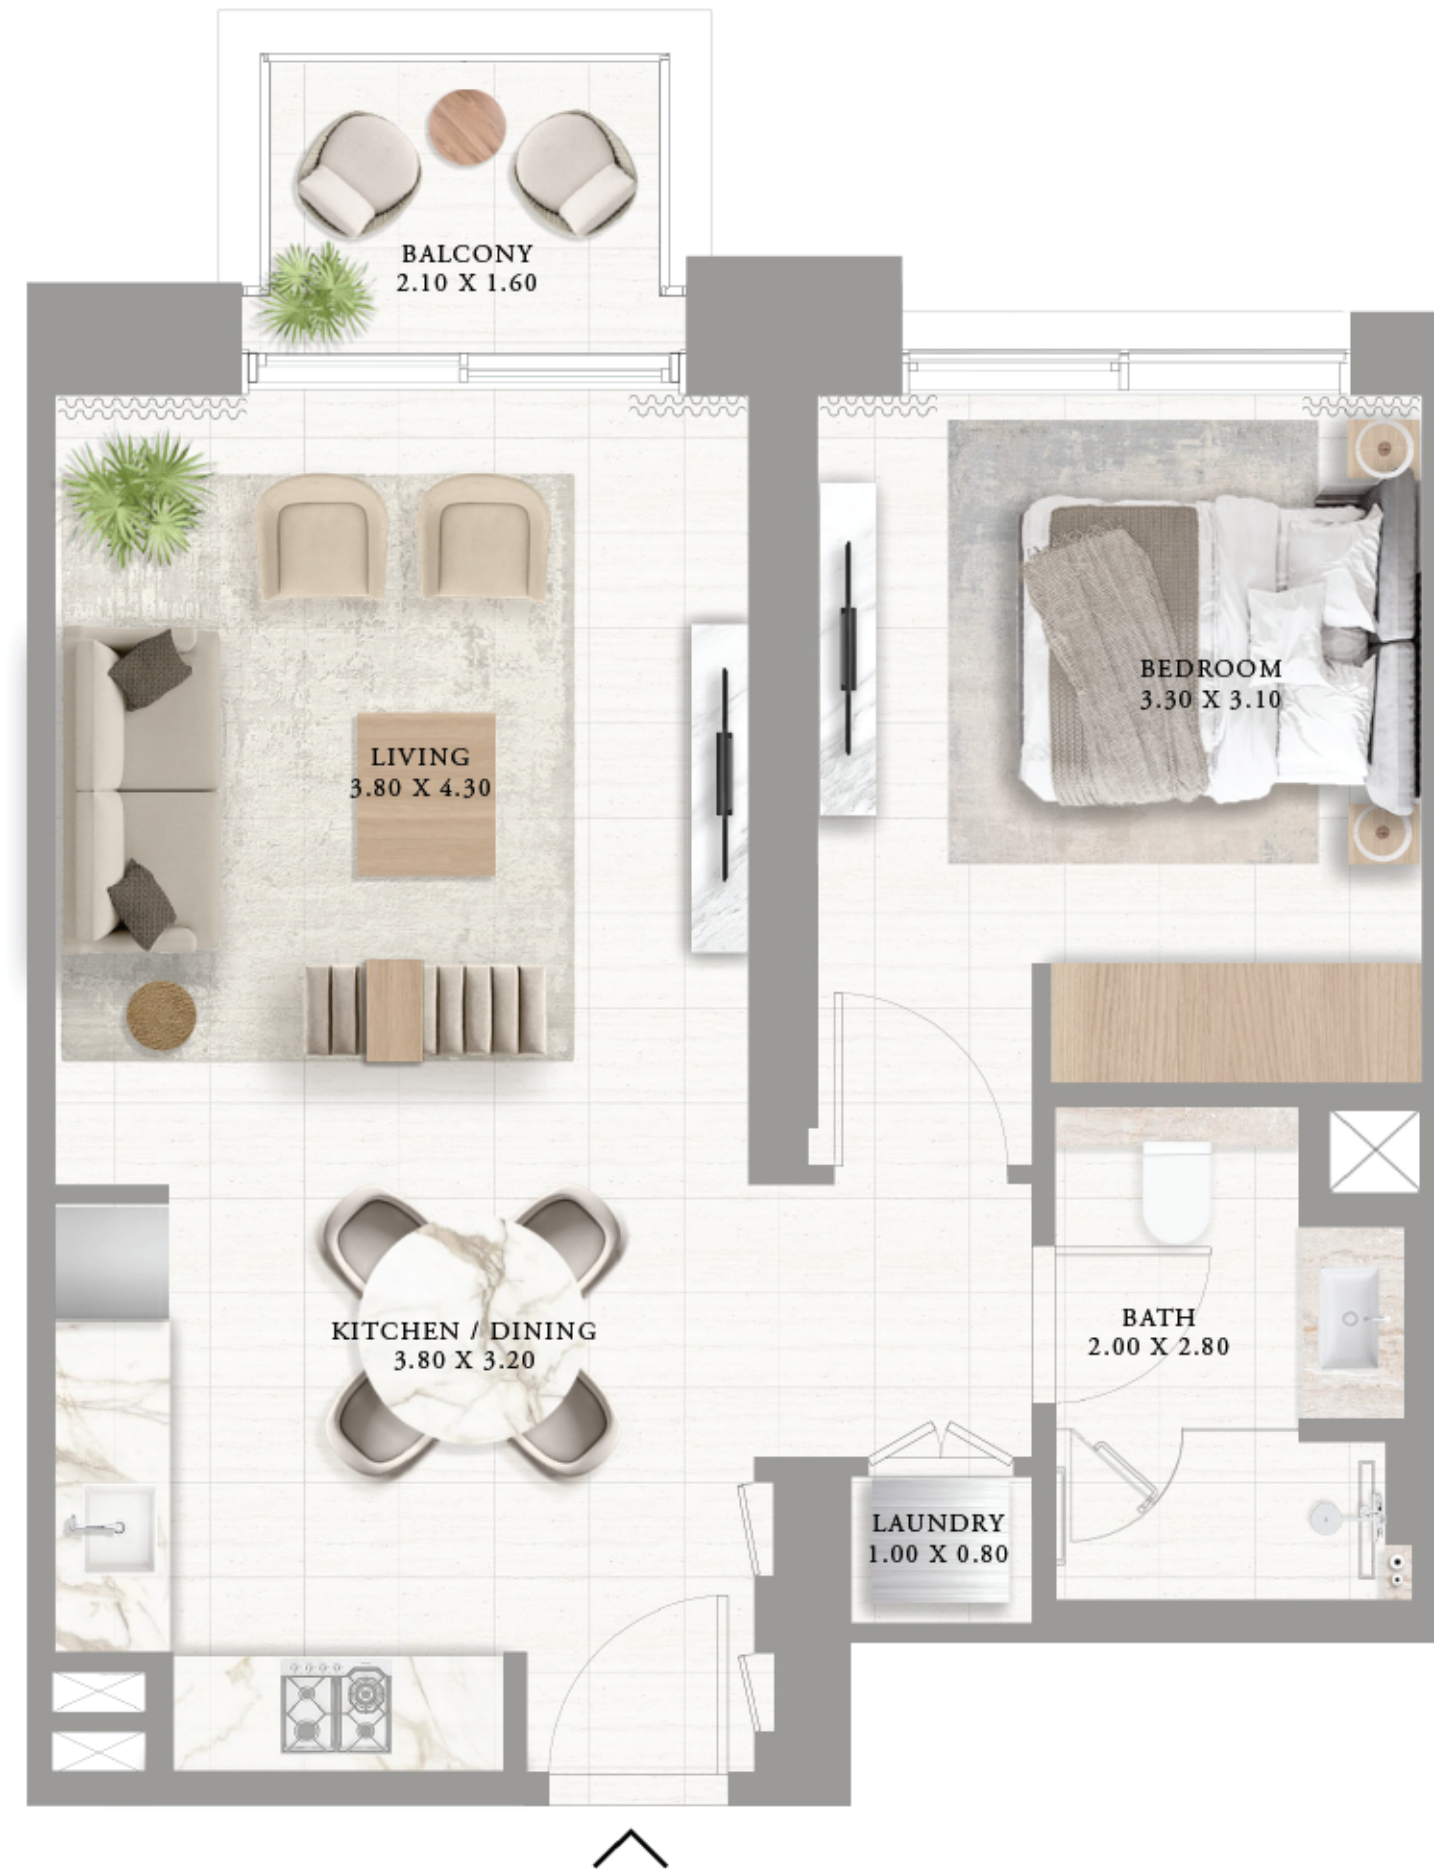 BALCONY
2.10 X 1.60
BEDROOM
3.30 X 3.10
LIVING
3.80 X 4.30
KITCHEN / DINING
3.80 X 3.20
BATH
2.00 X 2.80
LAUNDRY
1.00 X 0.80